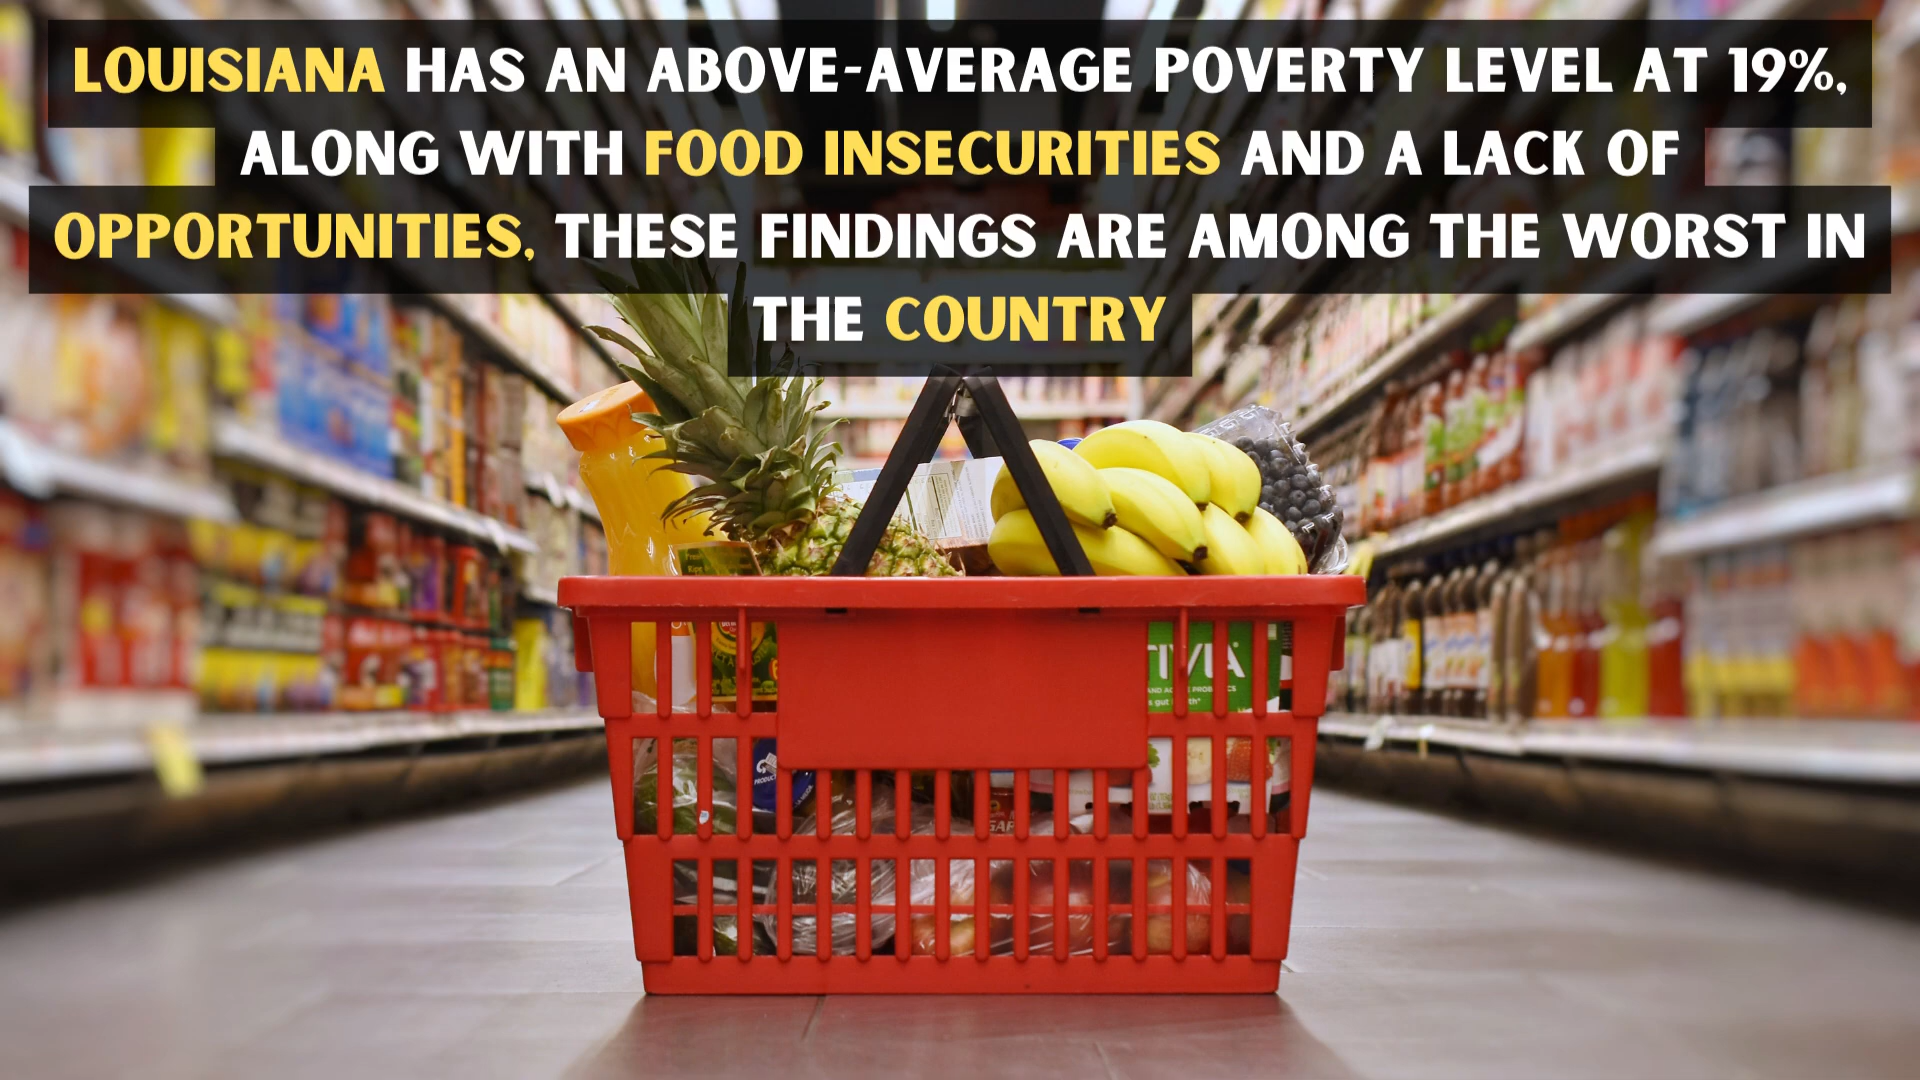 LOUISIANA HAS AN ABOVE-AVERAGE POVERTY LEVEL AT 19%,
ALONG WITH FOOD INSECURITIES AND A LACK OF
OPPORTUNITIES, THESE FINDINGS ARE AMONG THE WORST IN
THE COUNTRY
TIVIA